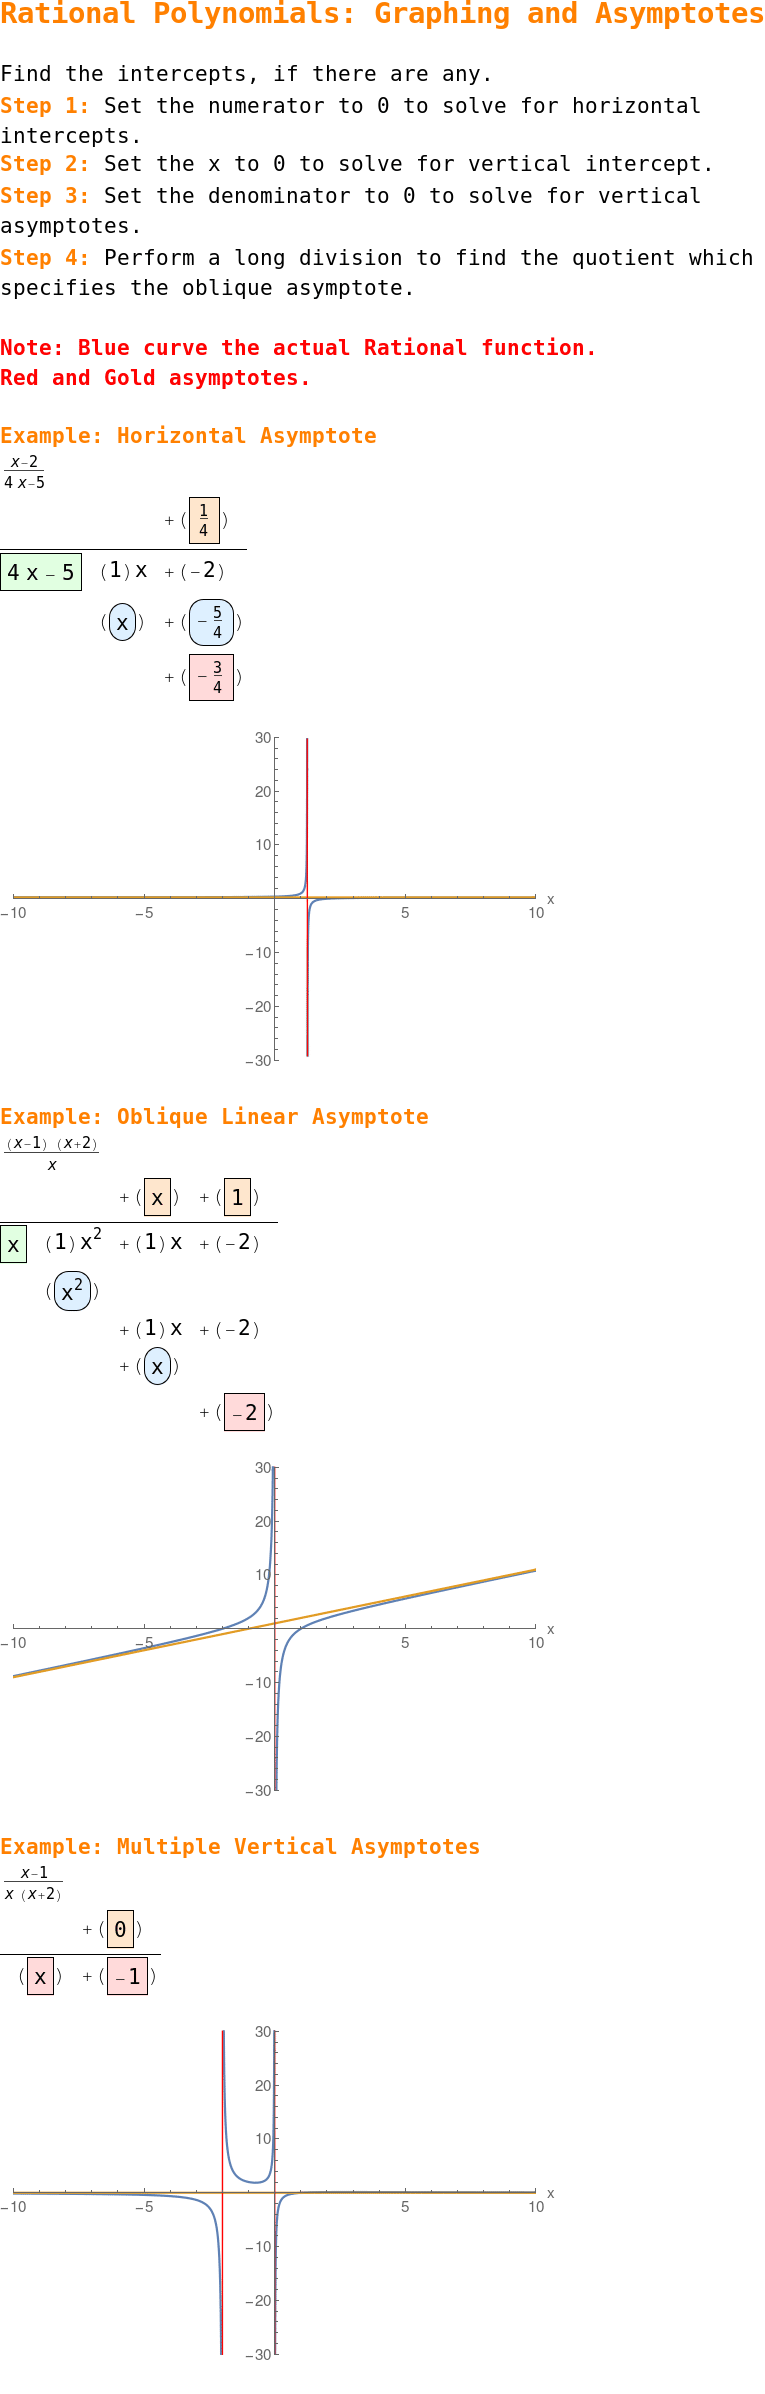 Rational Polynomials: Graphing and Asymptotes
Find the intercepts, if there are any.
Step 1: Set the numerator to 0 to solve for horizontal
intercepts.
Step 2: Set the x to 0 to solve for vertical intercept.
Step 3: Set the denominator to 0 to solve for vertical
asymptotes.
Step 4: Perform a long division to find the quotient which
specifies the oblique asymptote.
Note: Blue curve the actual Rational function.
Red and Gold asymptotes.
Example: Horizontal Asymptote
x-2
4 x-5
+ (1/4)
4 x - 5 (1) x + (-2)
(x) + (-5/4)
+ (-3/4)
30
20
10
-10 -5 5 10 x
-10
-20
-30
Example: Oblique Linear Asymptote
(x-1) (x+2)
x
+ (x) + (1)
x (1) x² + (1) x + (-2)
(x²)
+ (1) x + (-2)
+ (x)
+ (-2)
30
20
10
-10 -5 5 10 x
-10
-20
-30
Example: Multiple Vertical Asymptotes
x-1
x (x+2)
+ (0)
(x) + (-1)
30
20
10
-10 -5 5 10 x
-10
-20
-30